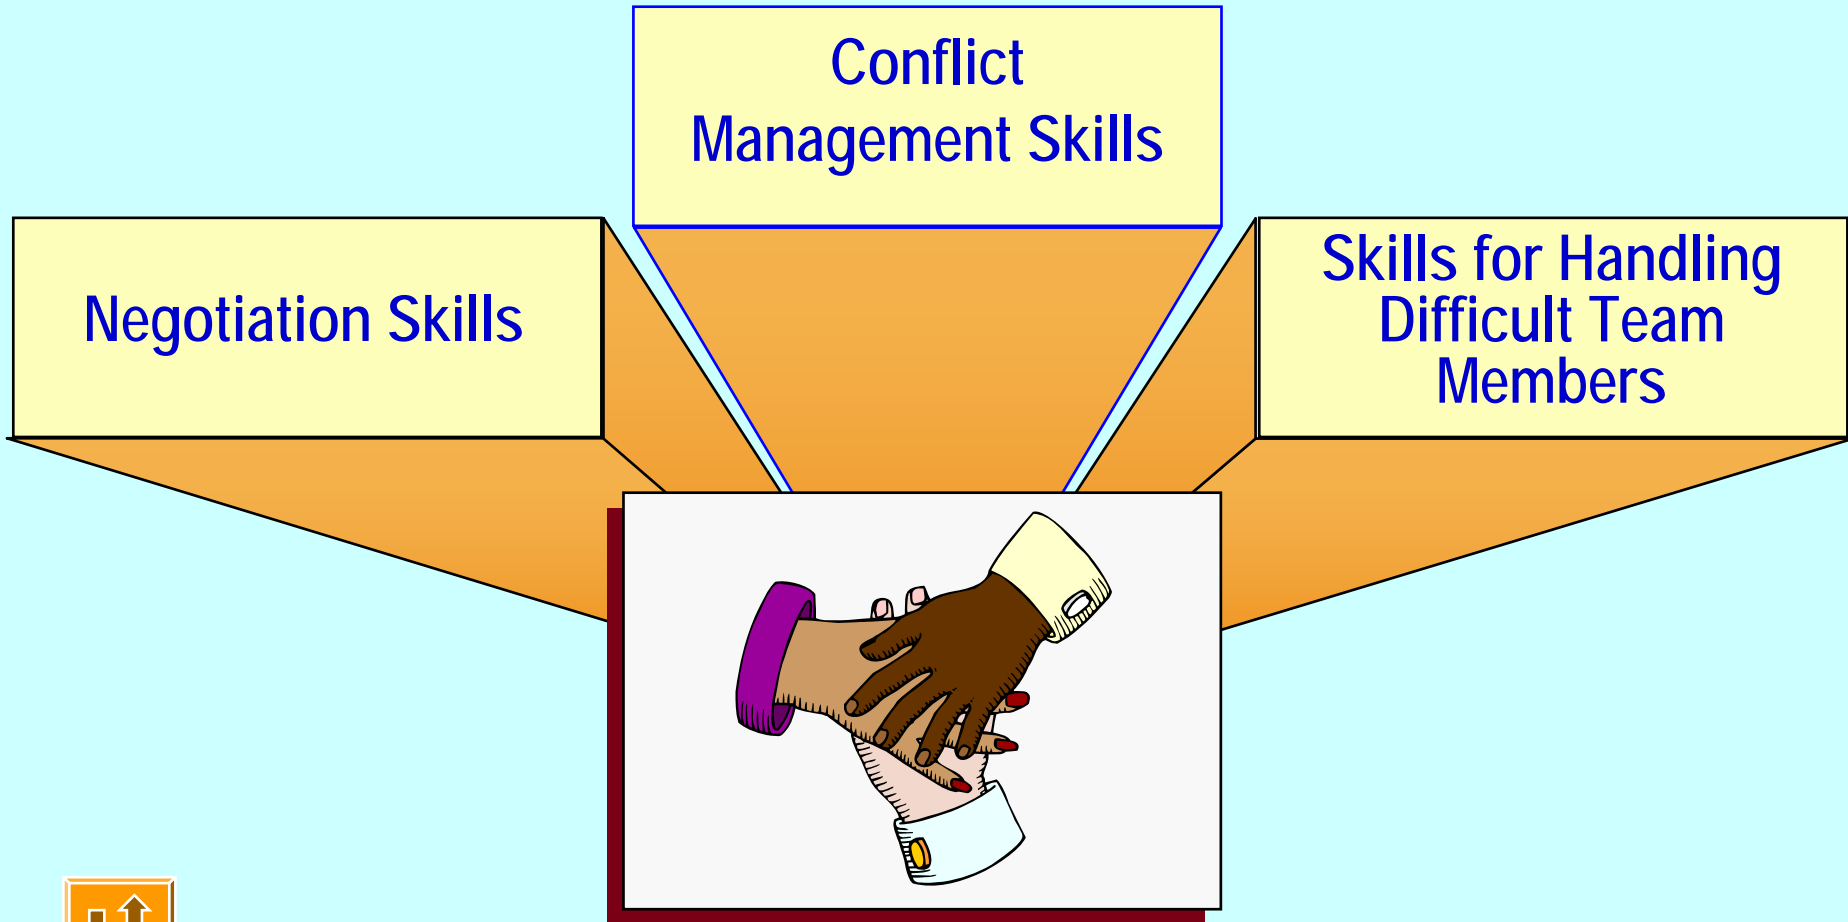 Conflict
Management Skills
Negotiation Skills
Skills for Handling
Difficult Team
Members